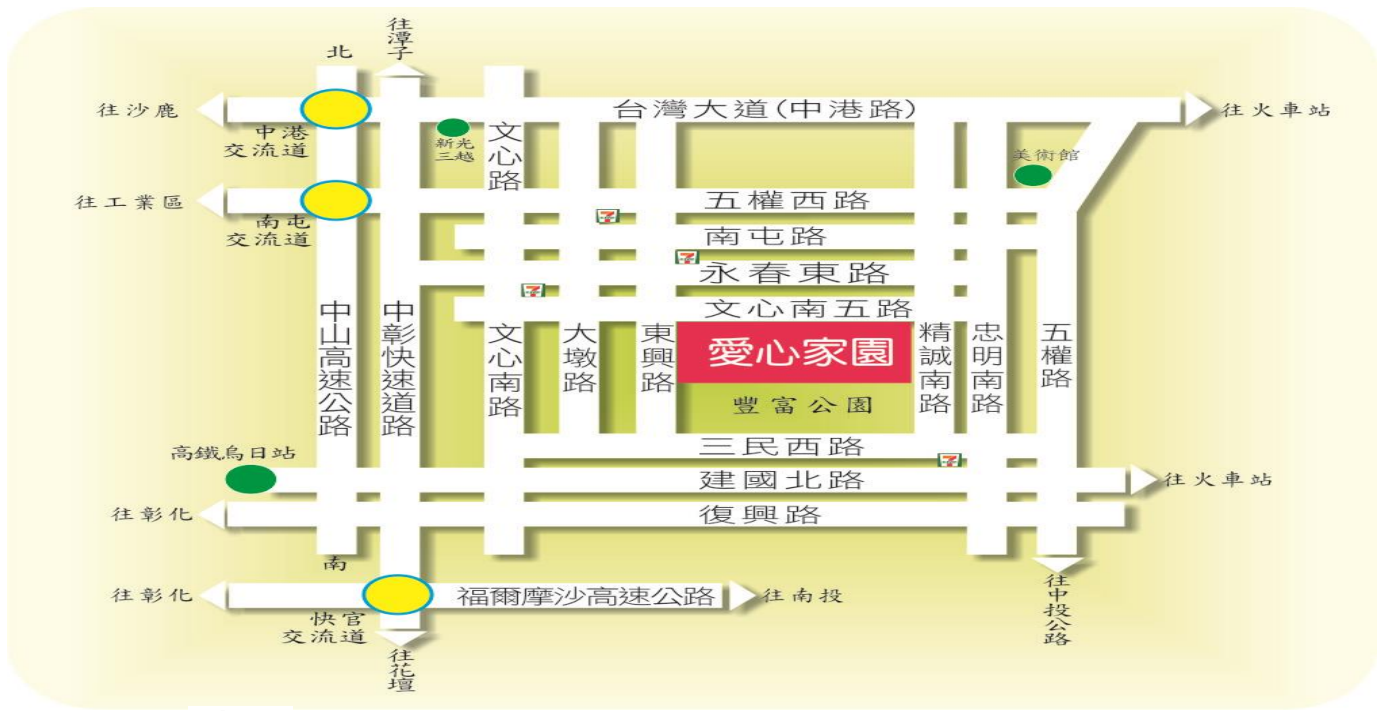 往潭子
北
往沙鹿
台灣大道(中港路)
往火車站
中港
交流道
新光
三越
文心路
美術館
往工業區
五權西路
南屯
交流道
南屯路
7
7
永春東路
7
文心南五路
中山高速公路
中彰快速道路
文心南路
大墩路
東興路
愛心家園
精誠南路
忠明南路
五權路
豐富公園
三民西路
高鐵烏日站
7
建國北路
往火車站
往彰化
復興路
南
往彰化
福爾摩沙高速公路
往南投
往中投公路
快官
交流道
往花壇